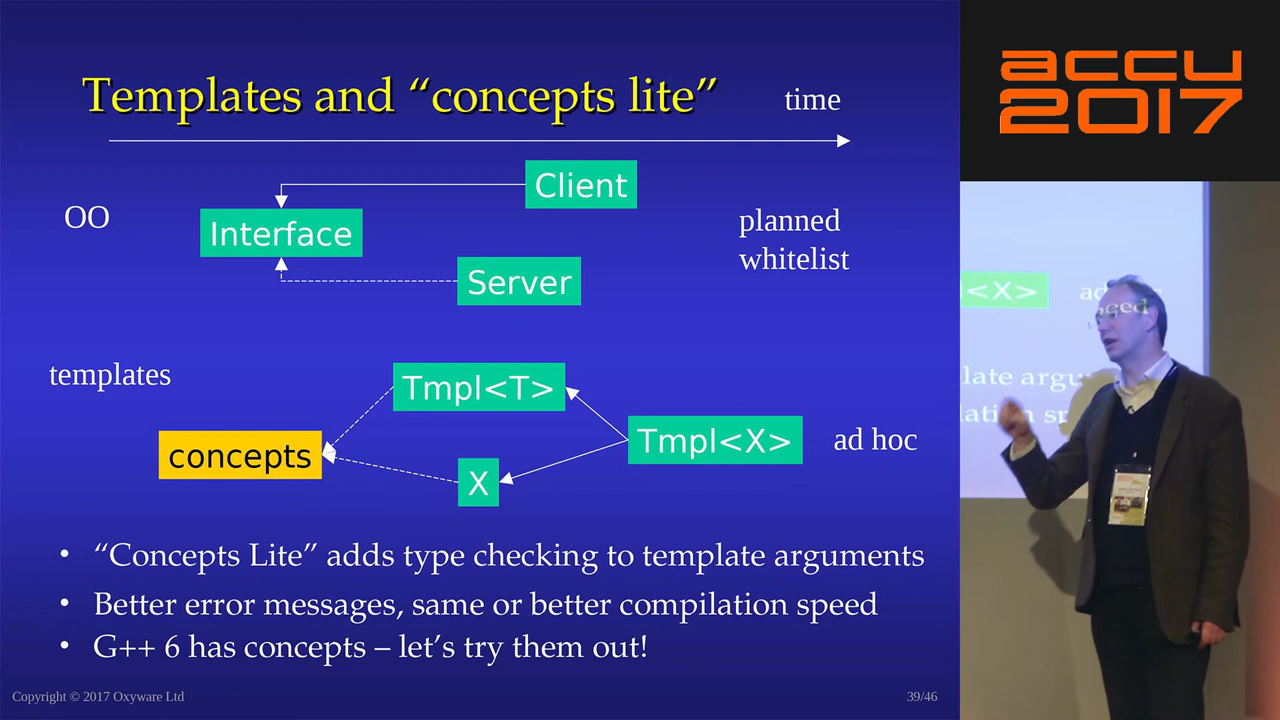 Templates and “concepts lite”
time
OO
Client
Interface
planned
whitelist
Server
templates
Tmpl<T>
concepts
Tmpl<X>
ad hoc
X
• “Concepts Lite” adds type checking to template arguments
• Better error messages, same or better compilation speed
• G++ 6 has concepts – let’s try them out!
Copyright © 2017 Oxyware Ltd
39/46
accu
2017
<X>